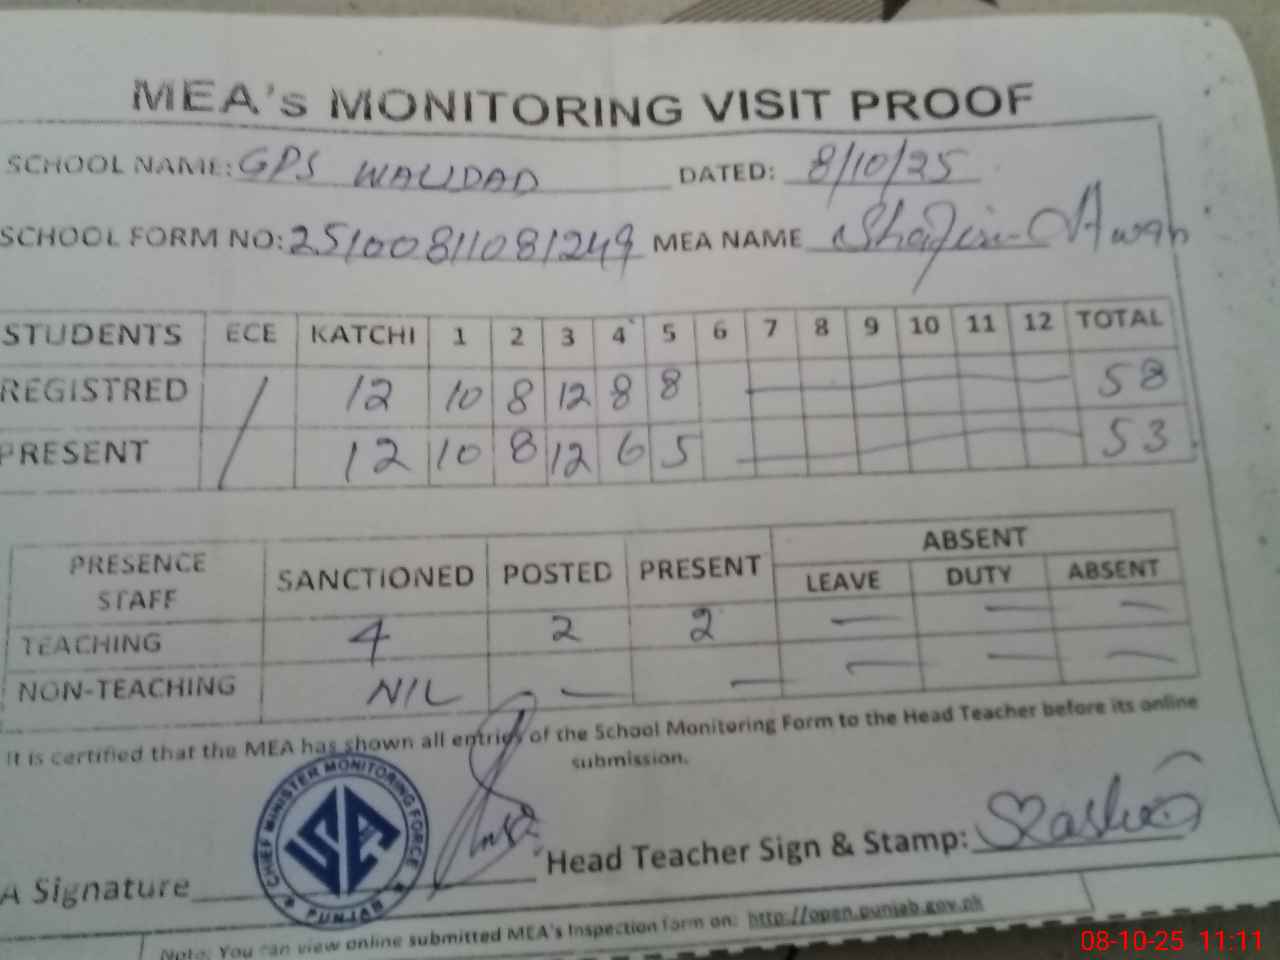 MEA's MONITORING VISIT PROOF
SCHOOL NAME: GPS WALIDAD DATED: 8/10/25
SCHOOL FORM NO: 25100811081249 MEA NAME Awan
STUDENTS ECE KATCHI 1 2 3 4 5 6 7 8 9 10 11 12 TOTAL
REGISTRED / 12 10 8 12 8 8 — 58
PRESENT / 12 10 8 12 6 5 — 53
PRESENCE STAFF SANCTIONED POSTED PRESENT ABSENT
LEAVE DUTY ABSENT
TEACHING 4 2 2 — — —
NON-TEACHING NIL — — — — —
It is certified that the MEA has shown all entries of the School Monitoring Form to the Head Teacher before its online
submission.
CHIEF MINISTER MONITORING FORCE
PUNJAB
A Signature Head Teacher Sign & Stamp:
Note: You can view online submitted MEA's Inspection form on: http://open.punjab.gov.pk
08-10-25 11:11